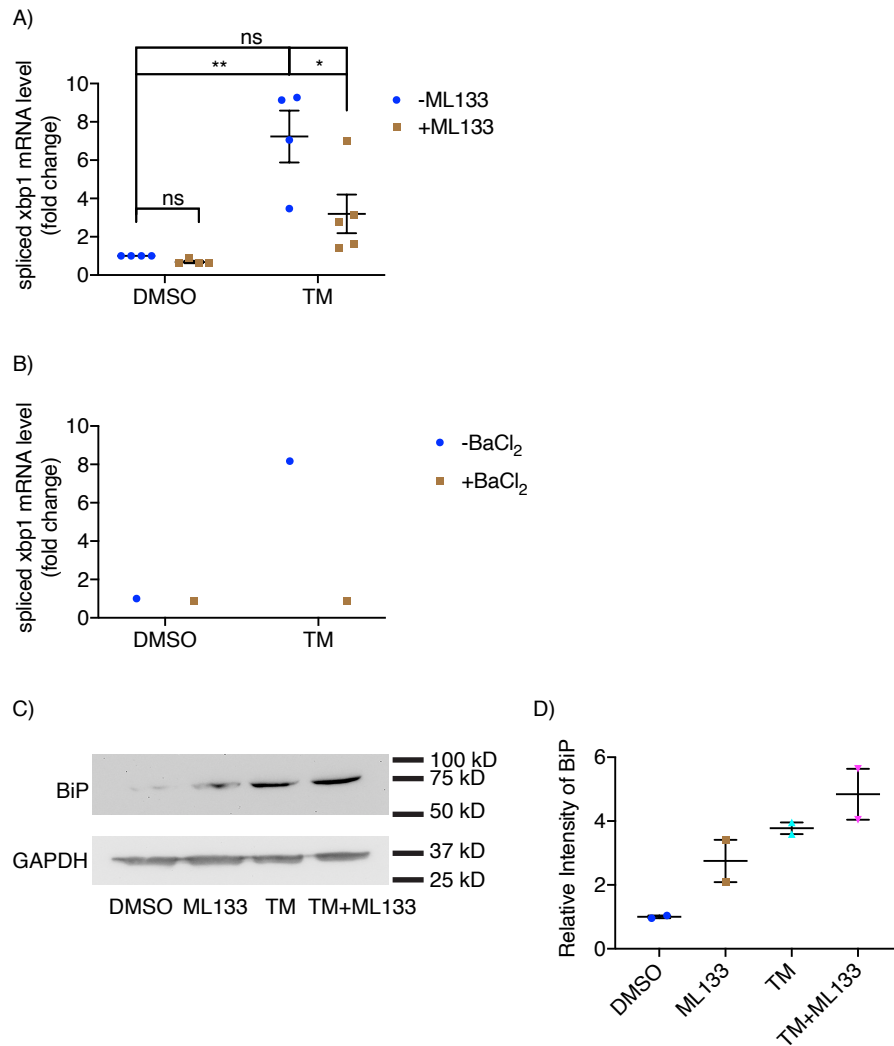 A)
ns
** *
10
8
6
4
2
0
spliced xbp1 mRNA level
(fold change)
ns
-ML133
+ML133
DMSO TM
B)
10
8
6
4
2
0
spliced xbp1 mRNA level
(fold change)
-BaCl₂
+BaCl₂
DMSO TM
C)
BiP
100 kD
75 kD
50 kD
GAPDH
37 kD
25 kD
DMSO ML133 TM TM+ML133
D)
6
4
2
0
Relative Intensity of BiP
DMSO
ML133
TM
TM+ML133